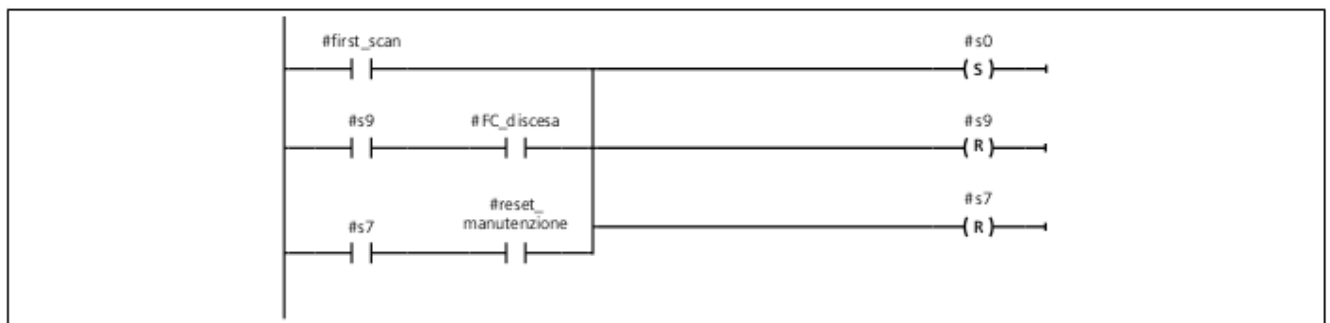 #first_scan #s0
S
#s9 #FC_discesa #s9
R
#reset_ #s7
#s7 manutenzione
R